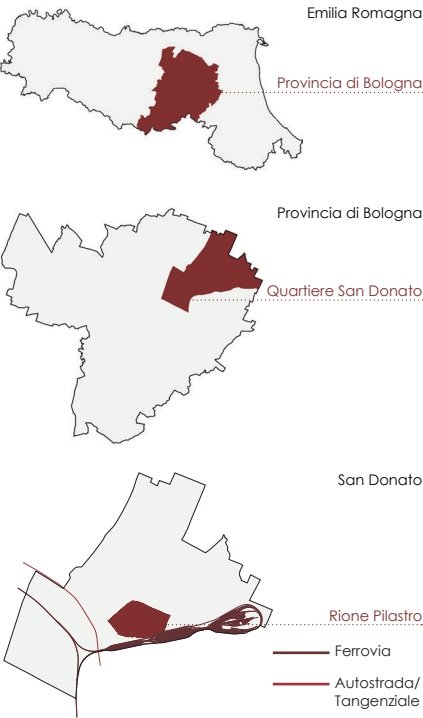 Emilia Romagna
Provincia di Bologna
Provincia di Bologna
Quartiere San Donato
San Donato
Rione Pilastro
Ferrovia
Autostrada/
Tangenziale